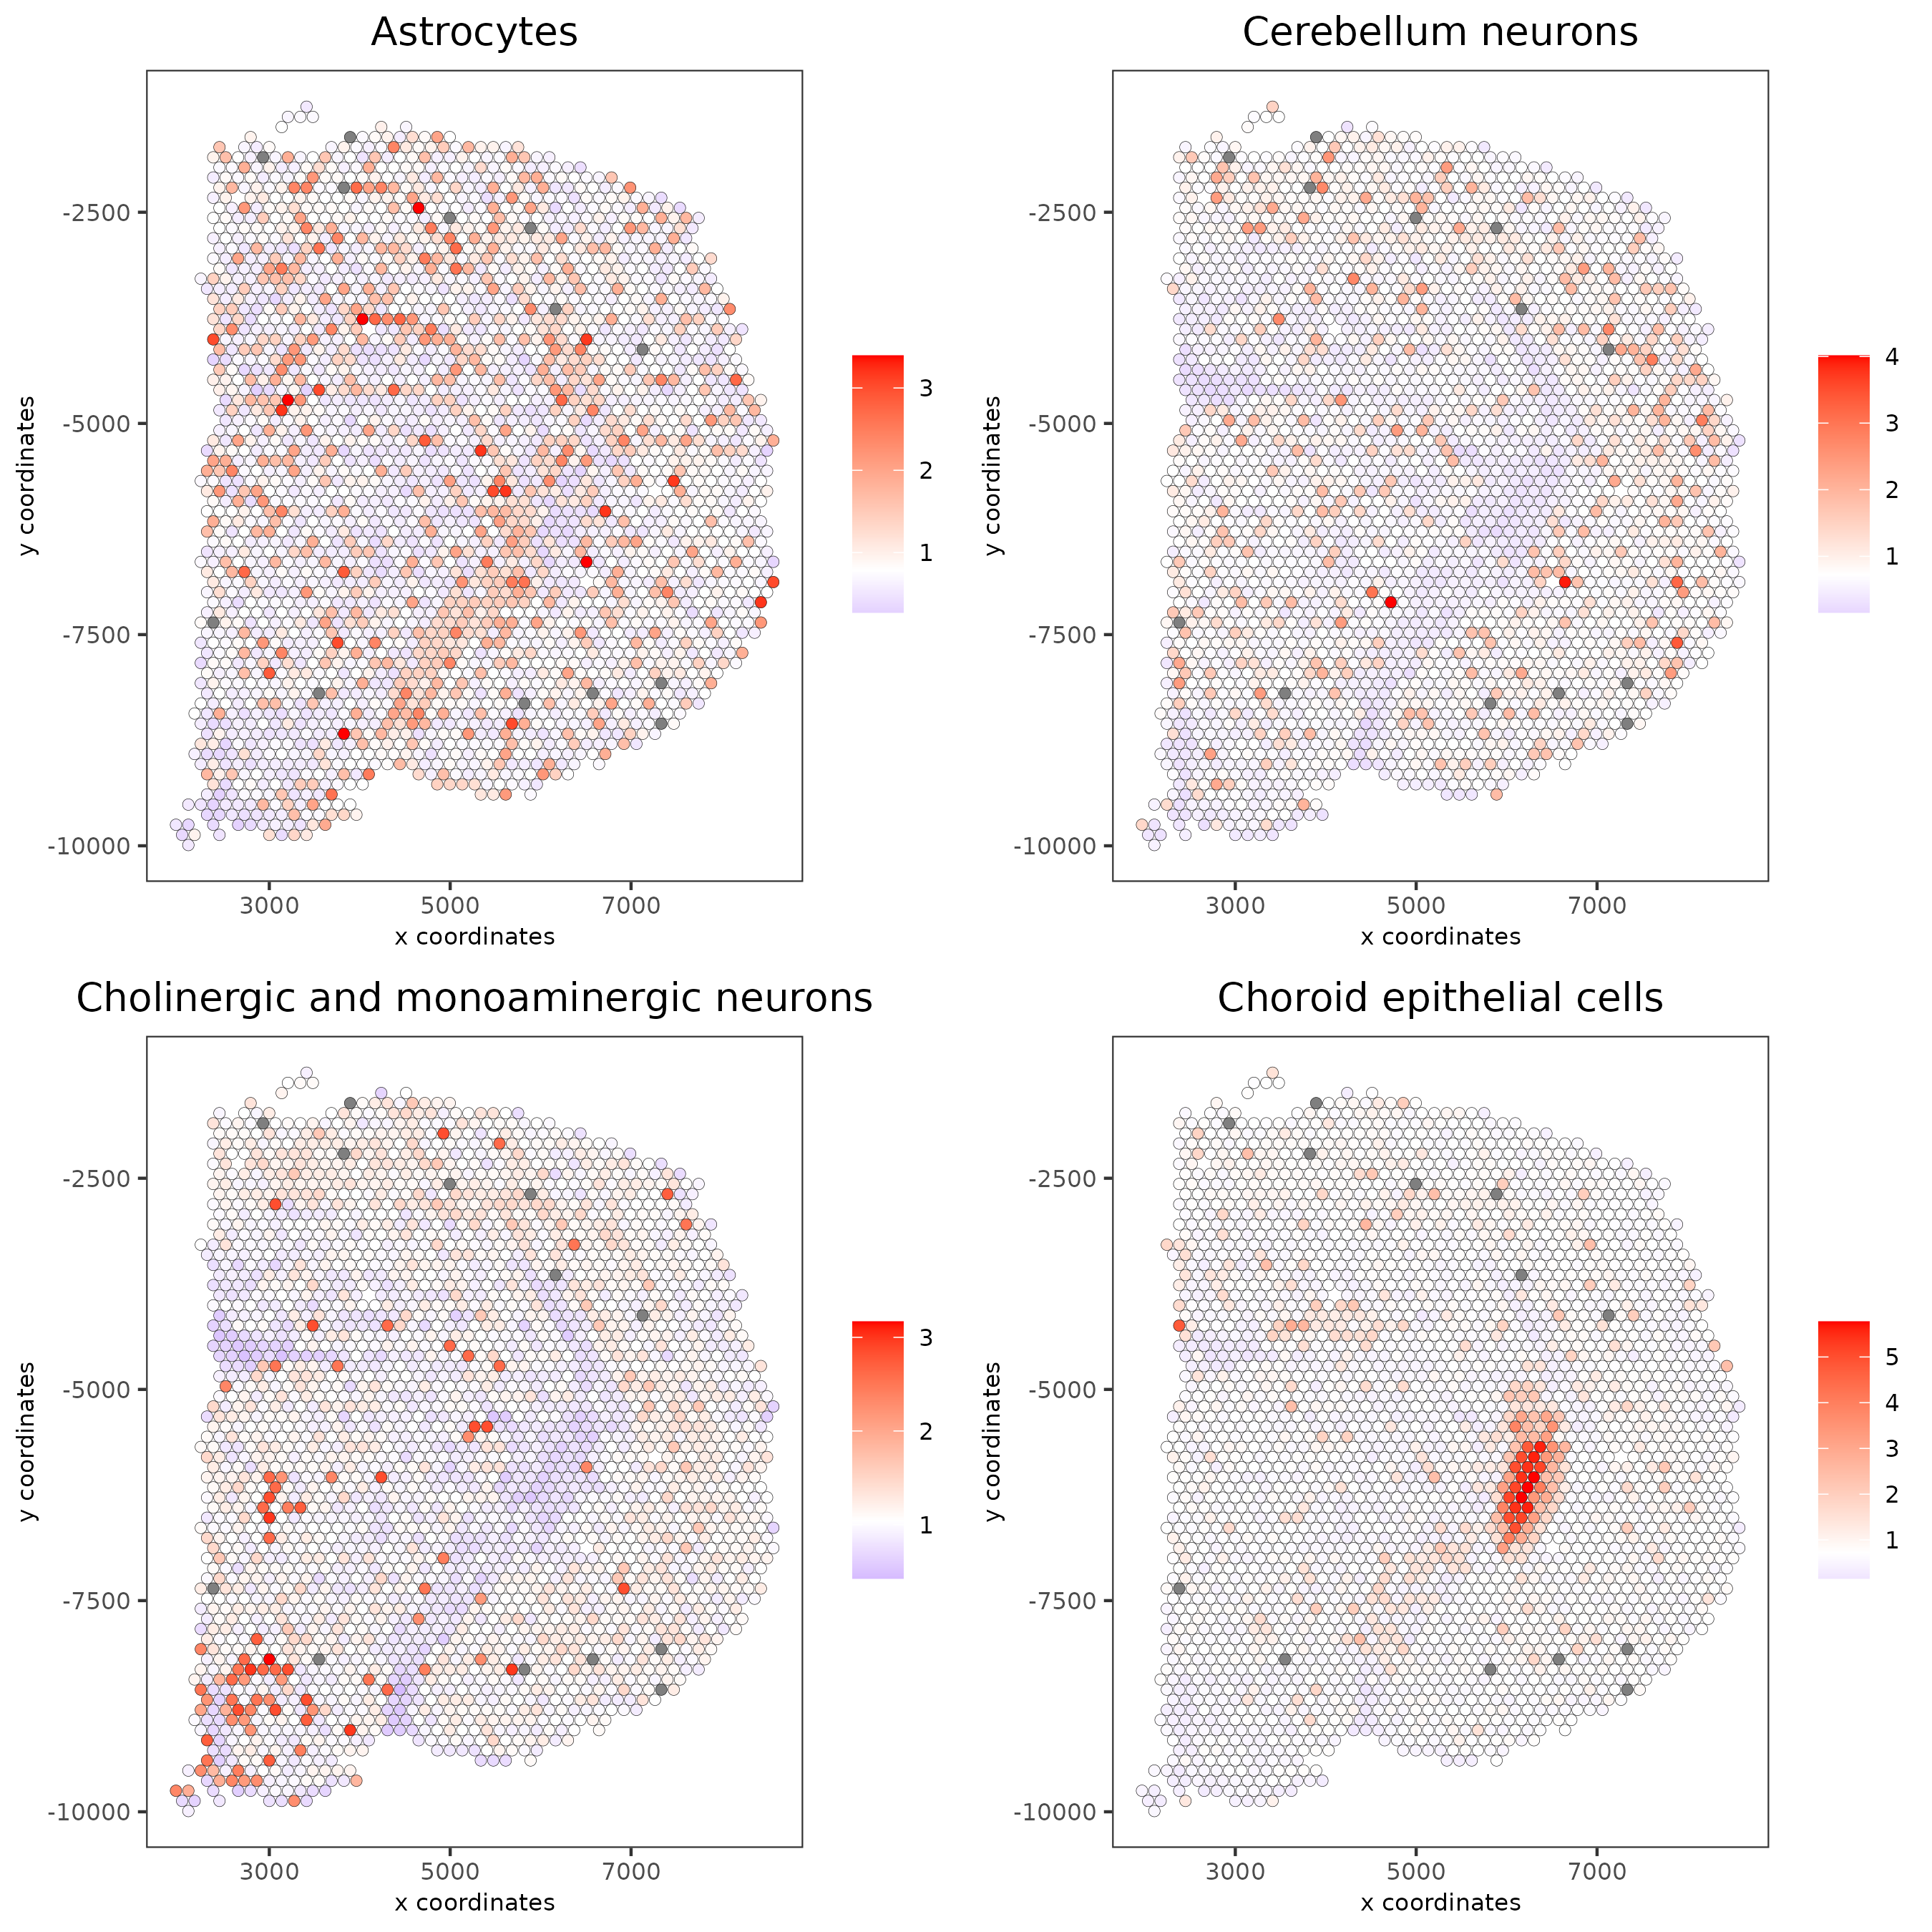 Astrocytes
y coordinates
-2500
-5000
-7500
-10000
3000 5000 7000
x coordinates
3
2
1
Cerebellum neurons
y coordinates
-2500
-5000
-7500
-10000
3000 5000 7000
x coordinates
4
3
2
1
Cholinergic and monoaminergic neurons
y coordinates
-2500
-5000
-7500
-10000
3000 5000 7000
x coordinates
3
2
1
Choroid epithelial cells
y coordinates
-2500
-5000
-7500
-10000
3000 5000 7000
x coordinates
5
4
3
2
1